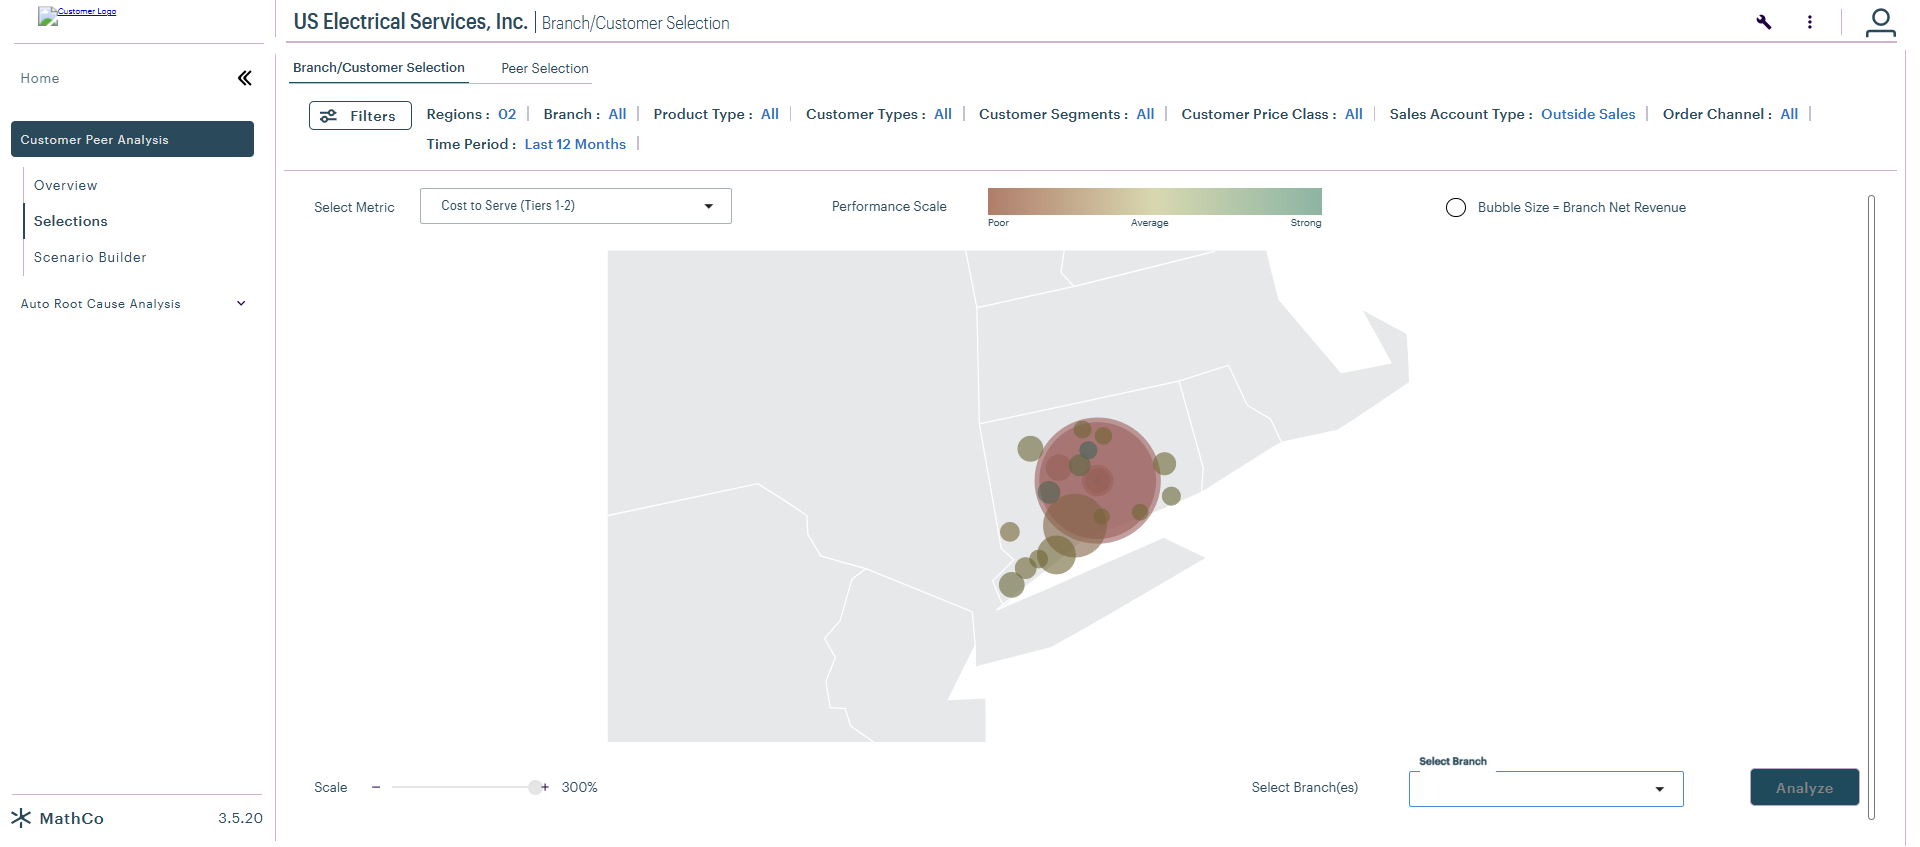 Customer Logo
US Electrical Services, Inc. | Branch/Customer Selection
Home
Branch/Customer Selection
Peer Selection
Filters
Regions : 02
Branch : All
Product Type : All
Customer Types : All
Customer Segments : All
Customer Price Class : All
Sales Account Type : Outside Sales
Order Channel : All
Time Period : Last 12 Months
Customer Peer Analysis
Overview
Selections
Scenario Builder
Auto Root Cause Analysis
Select Metric
Cost to Serve (Tiers 1-2)
Performance Scale
Poor
Average
Strong
Bubble Size = Branch Net Revenue
Scale
− + 300%
Select Branch(es)
Select Branch
Analyze
MathCo
3.5.20